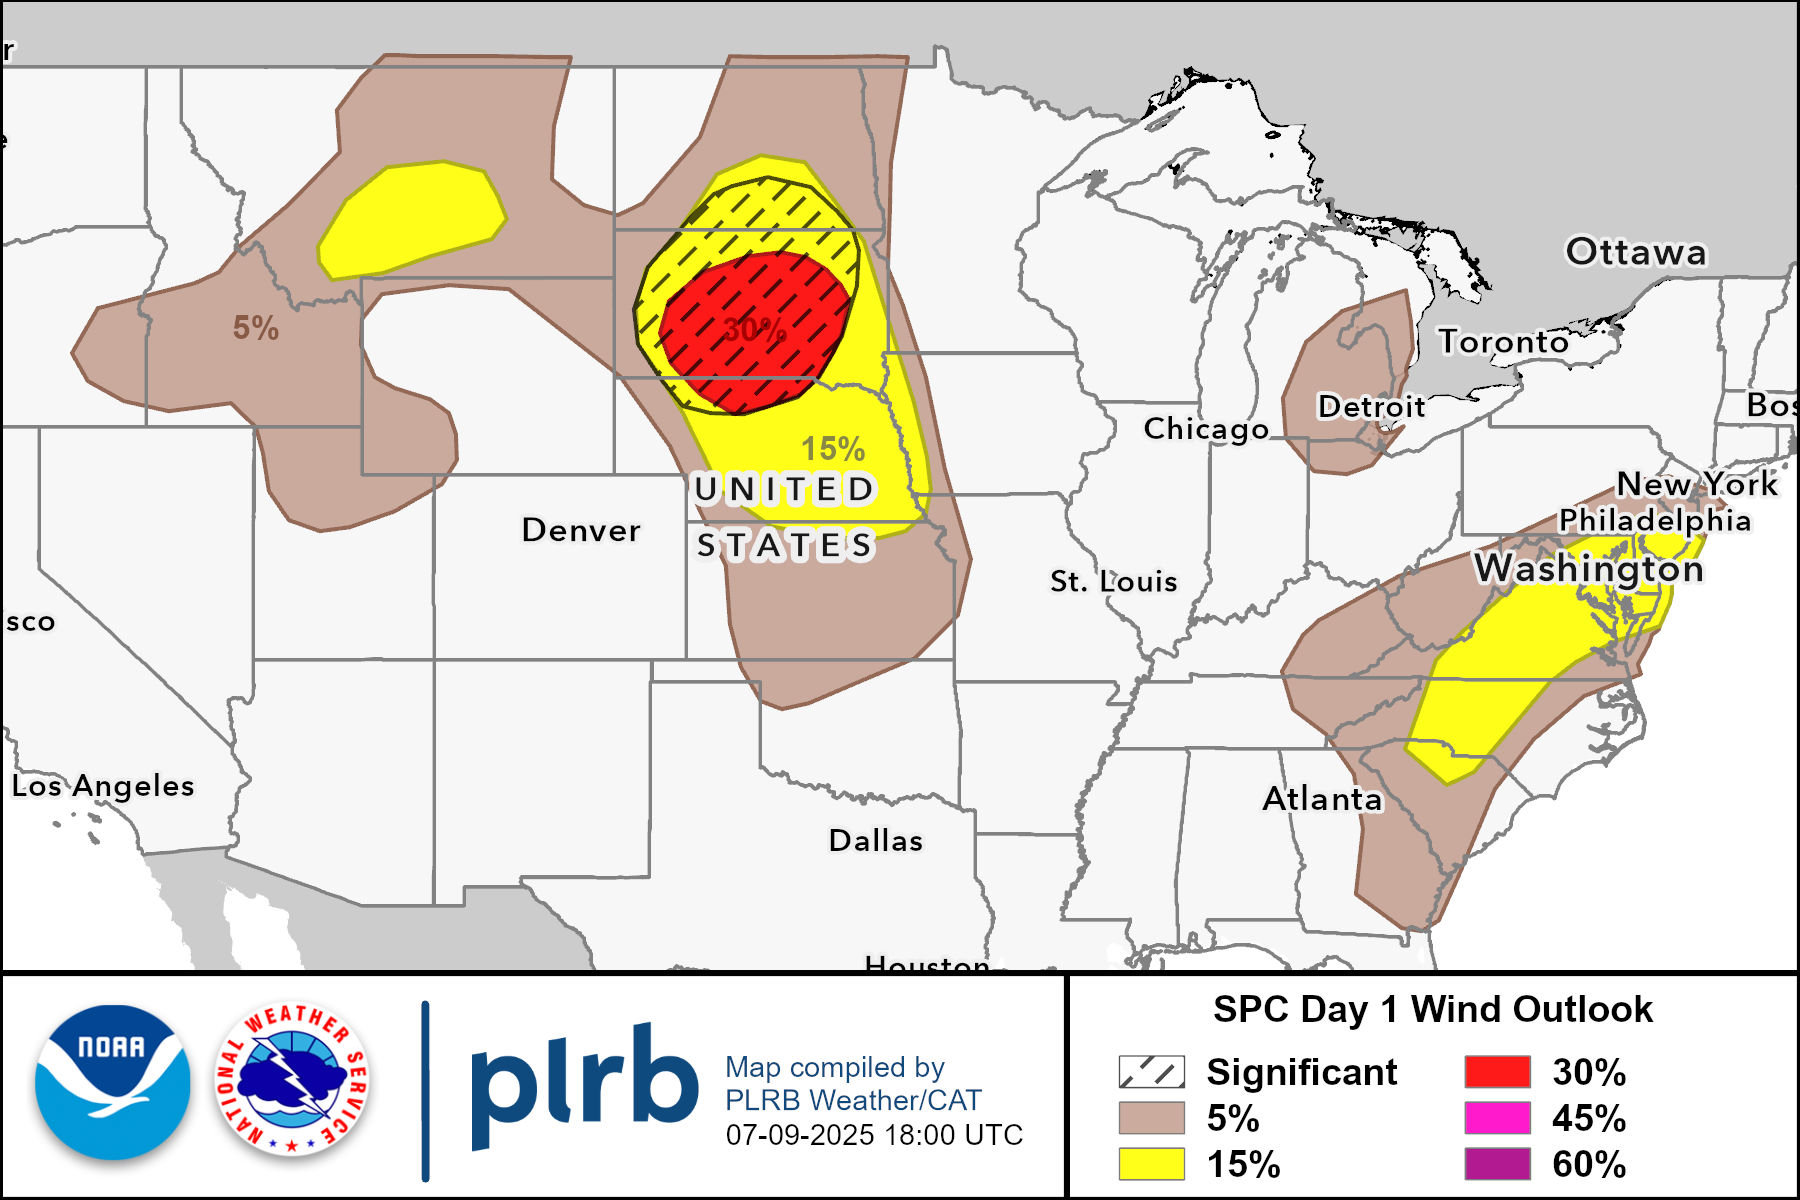 r
e
Ottawa
5%
30%
Toronto
Detroit
Bos
Chicago
15%
UNITED
New York
Denver
Philadelphia
STATES
Washington
St. Louis
sco
Los Angeles
Atlanta
Dallas
Houston
NOAA
NATIONAL WEATHER SERVICE
plrb
Map compiled by
PLRB Weather/CAT
07-09-2025 18:00 UTC
SPC Day 1 Wind Outlook
Significant
5%
15%
30%
45%
60%